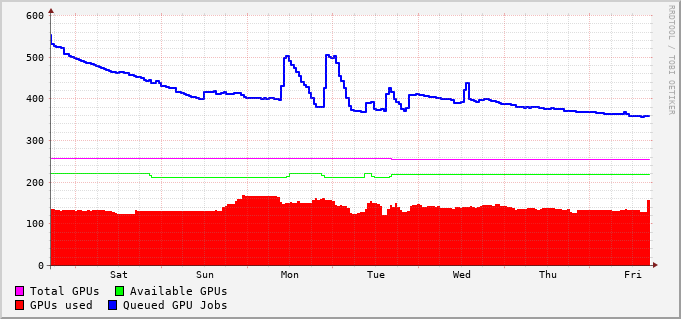 600
500
400
300
200
100
0
Sat Sun Mon Tue Wed Thu Fri
Total GPUs Available GPUs
GPUs used Queued GPU Jobs
RRDTOOL / TOBI OETIKER